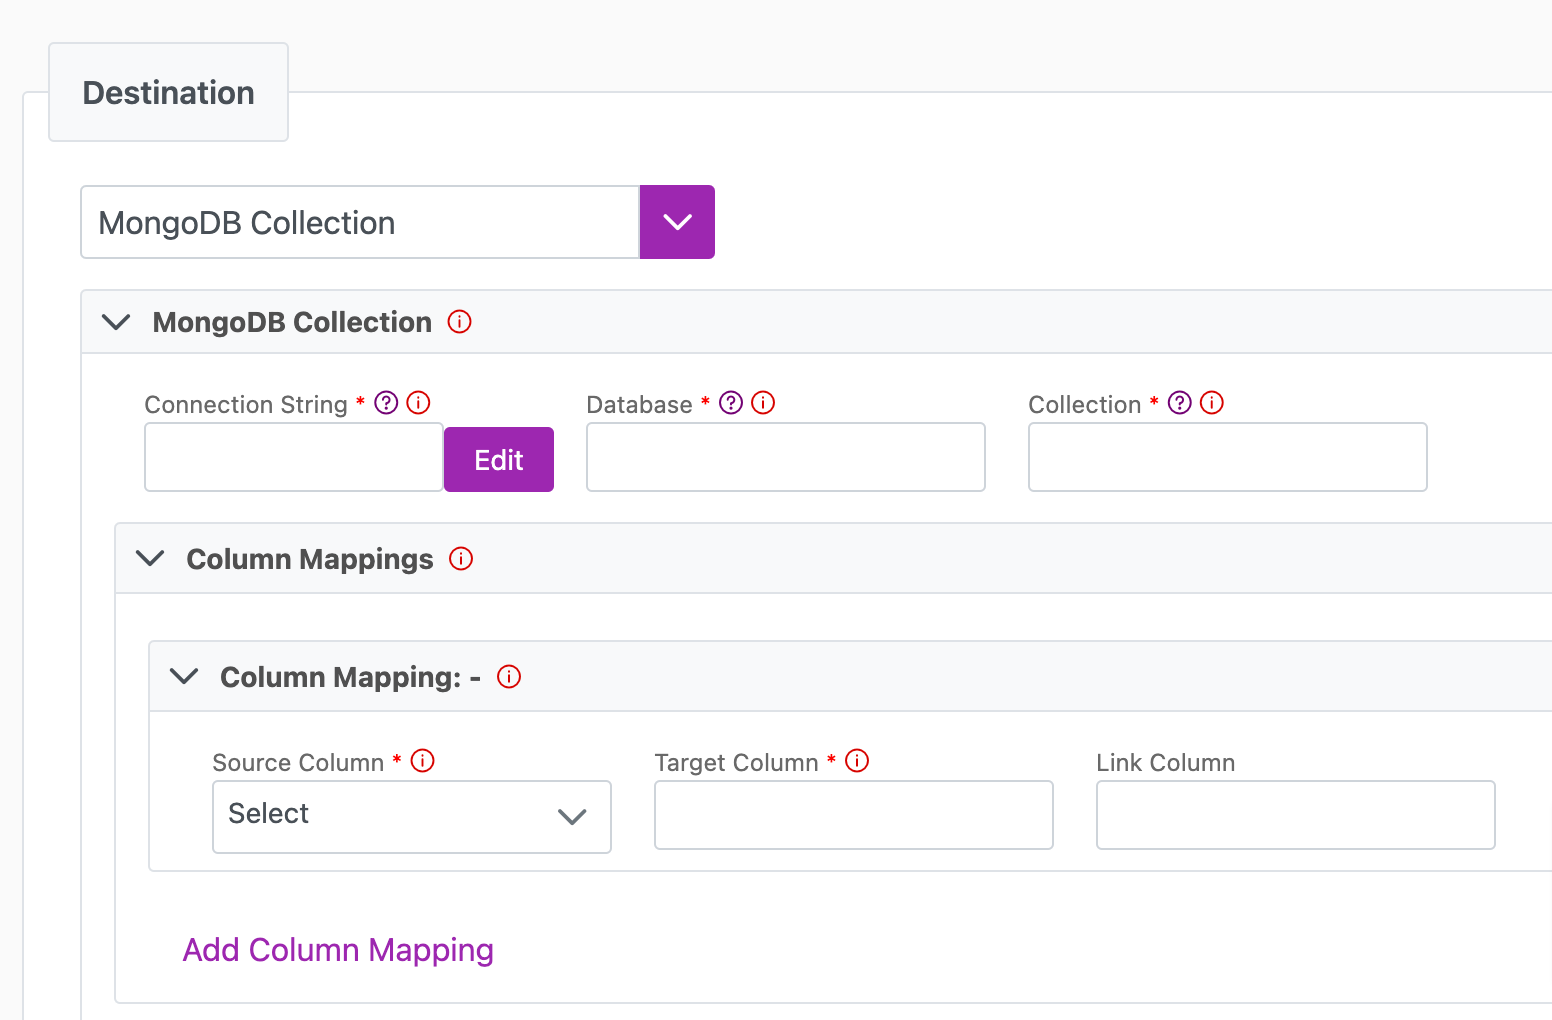 Destination
MongoDB Collection
MongoDB Collection
Connection String * Database * Collection *
Edit
Column Mappings
Column Mapping: -
Source Column * Target Column * Link Column
Select
Add Column Mapping